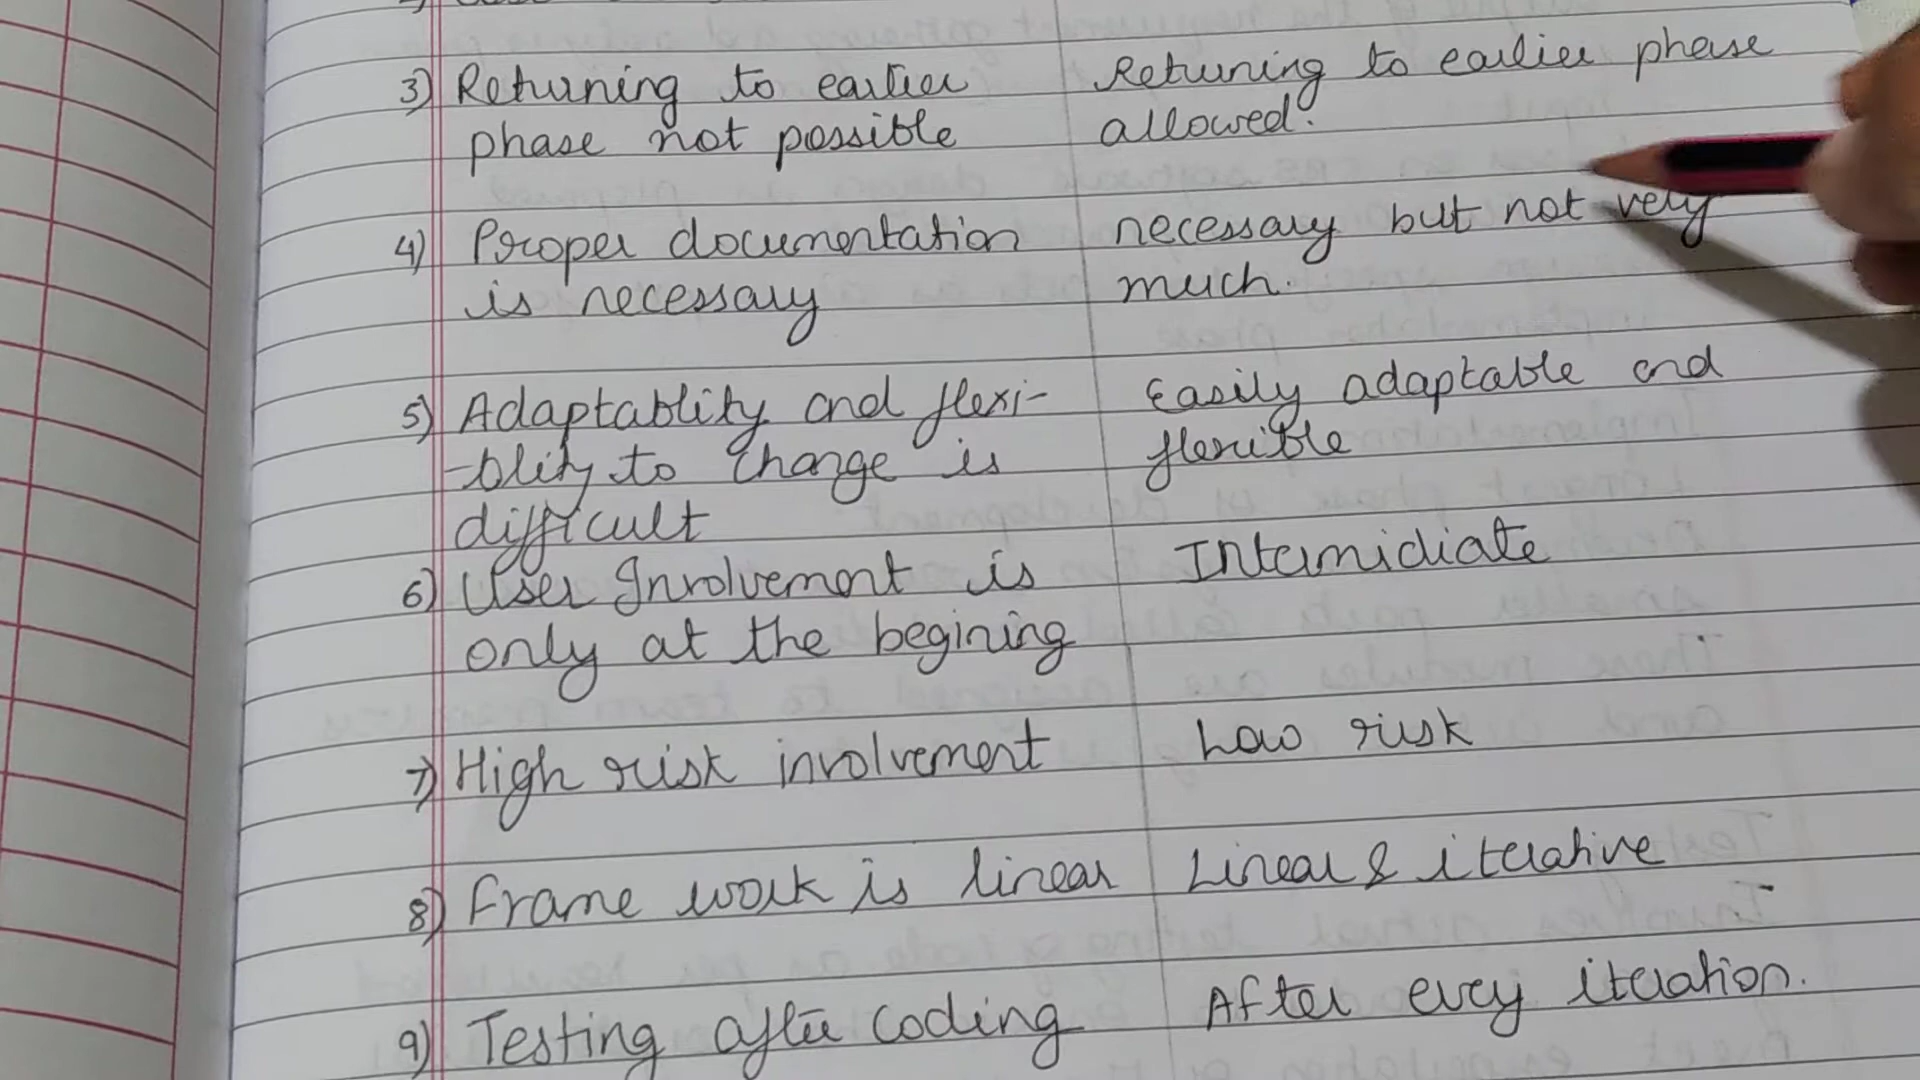 3) Returning to earlier
phase not possible
Returning to earlier phase
allowed.
4) Proper documentation
is necessary
necessary but not very
much.
5) Adaptablity and flexi-
-blity to change is
difficult
Easily adaptable and
flexible
6) User Involvement is
only at the begining
Intermidiate
7) High risk involvement
Low risk
8) Frame work is linear
Linear & iterative
9) Testing after coding
After every iteration.